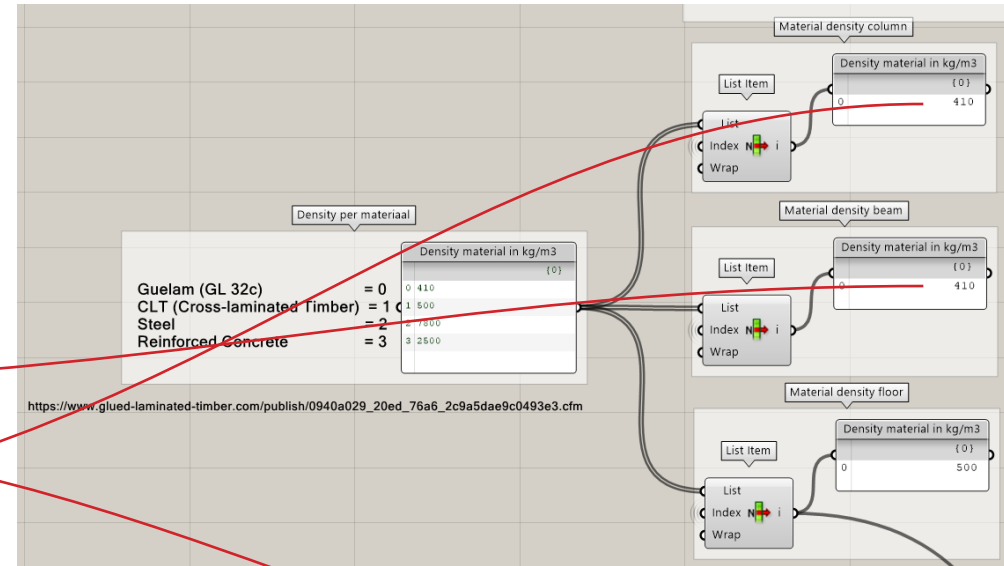 Material density column
Density material in kg/m3
{0}
0 410
List Item
List
Index N i
Wrap
Density per materiaal
Density material in kg/m3
{0}
0 410
1 500
2 7800
3 2500
Guelam (GL 32c) = 0
CLT (Cross-laminated Timber) = 1
Steel = 2
Reinforced Concrete = 3
https://www.glued-laminated-timber.com/publish/0940a029_20ed_76a6_2c9a5dae9c0493e3.cfm
Material density beam
Density material in kg/m3
{0}
0 410
List Item
List
Index N i
Wrap
Material density floor
Density material in kg/m3
{0}
0 500
List Item
List
Index N i
Wrap